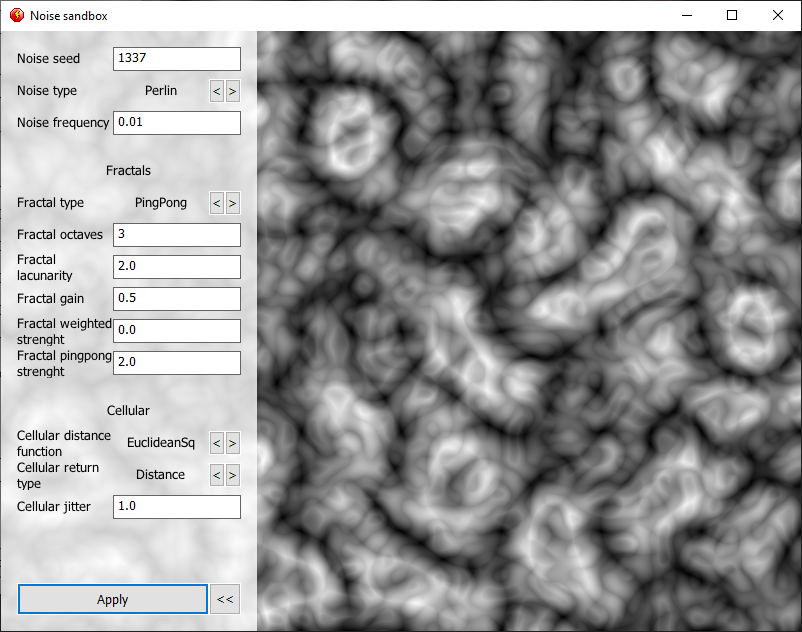 Noise sandbox
Noise seed 1337
Noise type Perlin < >
Noise frequency 0.01
Fractals
Fractal type PingPong < >
Fractal octaves 3
Fractal
lacunarity 2.0
Fractal gain 0.5
Fractal weighted
strenght 0.0
Fractal pingpong
strenght 2.0
Cellular
Cellular distance
function EuclideanSq < >
Cellular return
type Distance < >
Cellular jitter 1.0
Apply <<